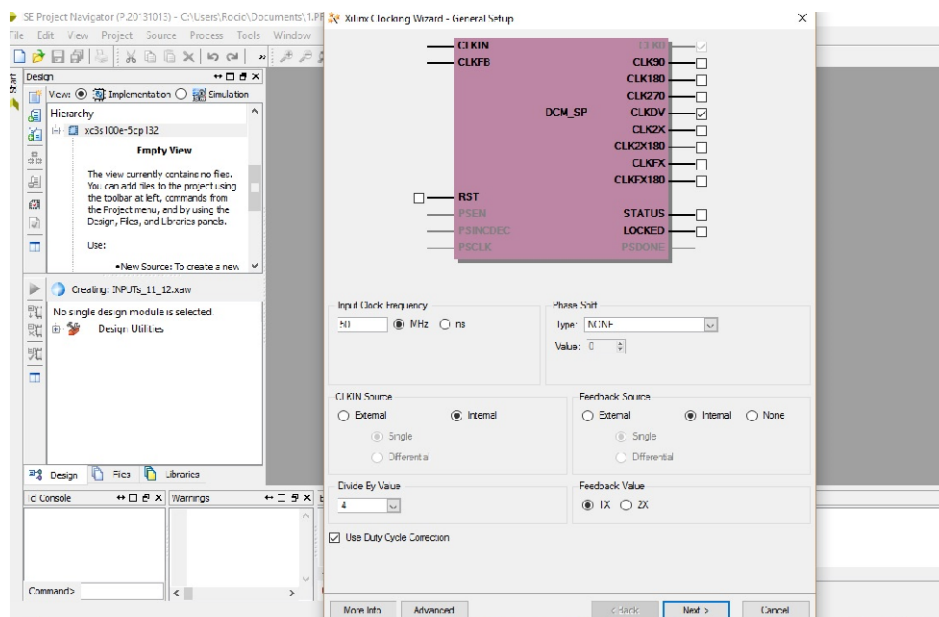 SE Project Navigator (P.20131013) - C:\Users\Rocio\Documents\1.PF
Xilinx Clocking Wizard - General Setup
File Edit View Project Source Process Tools Window
Design
View: Implementation Simulation
Hierarchy
xc3s100e-5cp132
Empty View
The view currently contains no files.
You can add files to the project using
the toolbar at left, commands from
the Project menu, and by using the
Design, Files, and Libraries panels.
Use:
•New Source: To create a new
Creating: INPUTs_11_12.xaw
No single design module is selected.
Design Utilities
Start
Design Files Libraries
Tcl Console
Warnings
Command>
CLKIN
CLKFB
RST
PSEN
PSINCDEC
PSCLK
DCM_SP
CLK0
CLK90
CLK180
CLK270
CLKDV
CLK2X
CLK2X180
CLKFX
CLKFX180
STATUS
LOCKED
PSDONE
Input Clock Frequency
50 MHz ns
Phase Shift
Type: NONE
Value: 0
CLKIN Source
External Internal
Single
Differential
Feedback Source
External Internal None
Single
Differential
Divide By Value
4
Feedback Value
1X 2X
Use Duty Cycle Correction
More Info Advanced < Back Next > Cancel